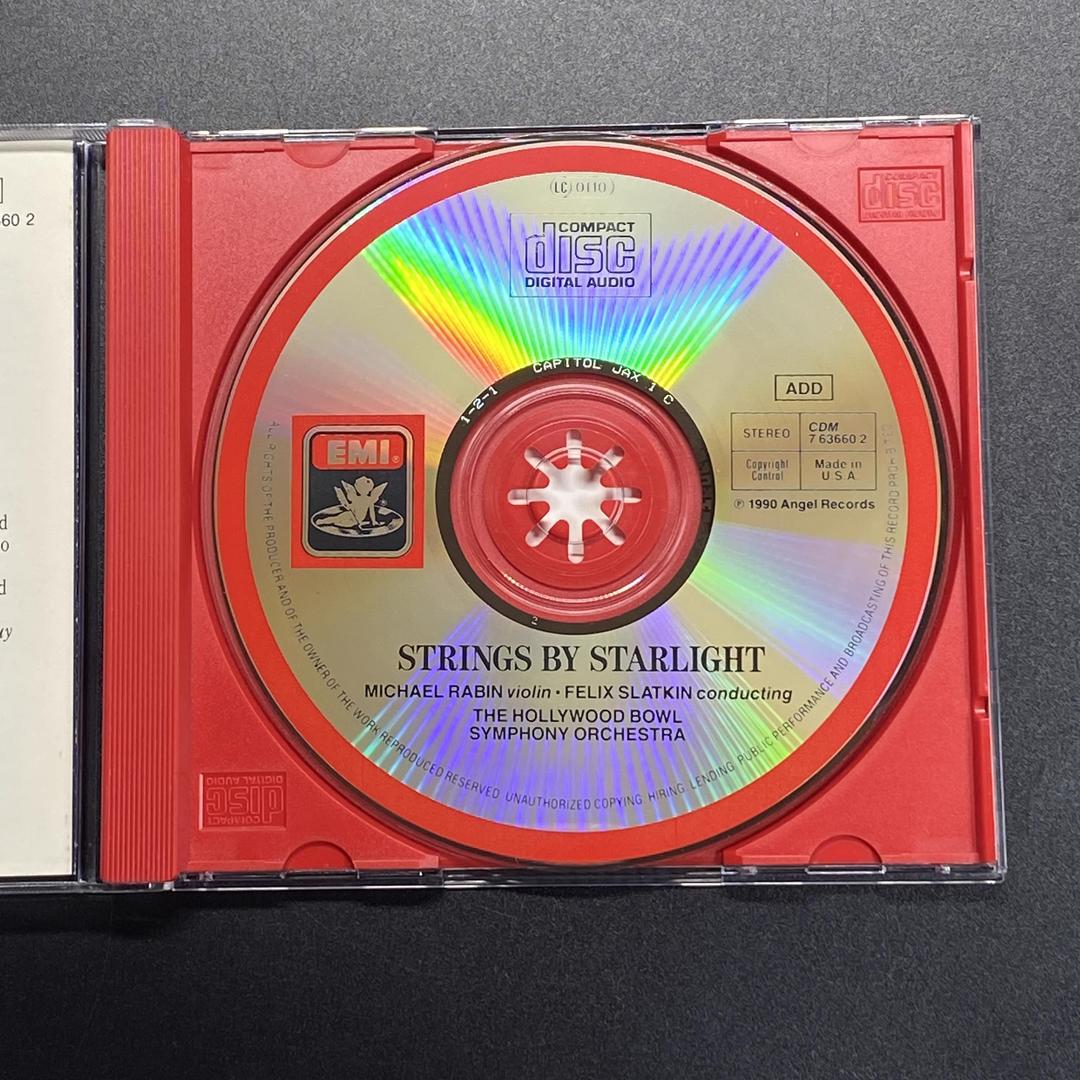 60 2
d
o
d
ay
LC 0110
COMPACT
disc
DIGITAL AUDIO
COMPACT
disc
DIGITAL AUDIO
1-2-1 CAPITOL JAX 1 C
ADD
STEREO
CDM
7 63660 2
Copyright
Control
Made in
U.S.A.
℗ 1990 Angel Records
EMI®
2
STRINGS BY STARLIGHT
MICHAEL RABIN violin • FELIX SLATKIN conducting
THE HOLLYWOOD BOWL
SYMPHONY ORCHESTRA
ALL RIGHTS OF THE PRODUCER AND OF THE OWNER OF THE WORK REPRODUCED RESERVED. UNAUTHORIZED COPYING, HIRING, LENDING, PUBLIC PERFORMANCE AND BROADCASTING OF THIS RECORD PROHIBITED
COMPACT
disc
DIGITAL AUDIO